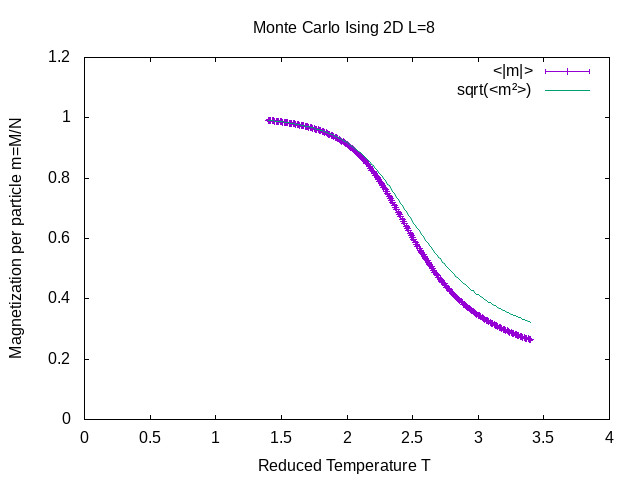 Monte Carlo Ising 2D L=8
Magnetization per particle m=M/N
1.2
1
0.8
0.6
0.4
0.2
0
<|m|>
sqrt(<m²>)
0 0.5 1 1.5 2 2.5 3 3.5 4
Reduced Temperature T